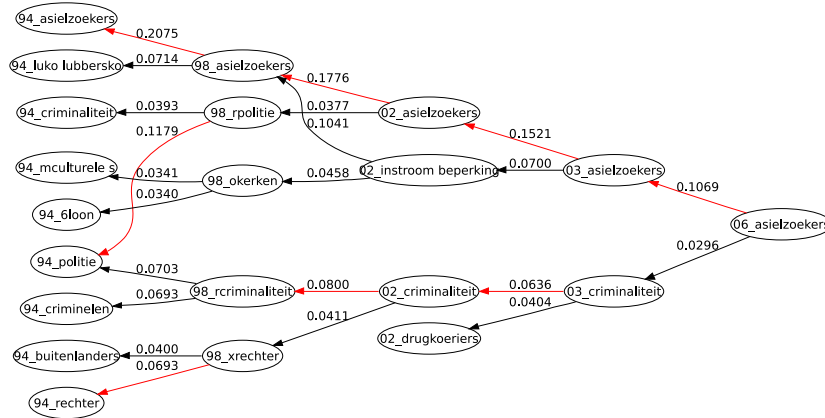 94_asielzoekers
0.2075
94_luko lubbersko
0.0714
98_asielzoekers
0.1776
94_criminaliteit
0.0393
98_rpolitie
0.0377
02_asielzoekers
0.1179
0.1041
0.1521
94_mculturele s
0.0341
98_okerken
0.0458
02_instroom beperking
0.0700
03_asielzoekers
0.0340
0.1069
94_6loon
06_asielzoekers
0.0296
94_politie
0.0703
94_criminelen
0.0693
98_rcriminaliteit
0.0800
02_criminaliteit
0.0636
03_criminaliteit
0.0404
0.0411
02_drugkoeriers
94_buitenlanders
0.0400
98_xrechter
0.0693
94_rechter